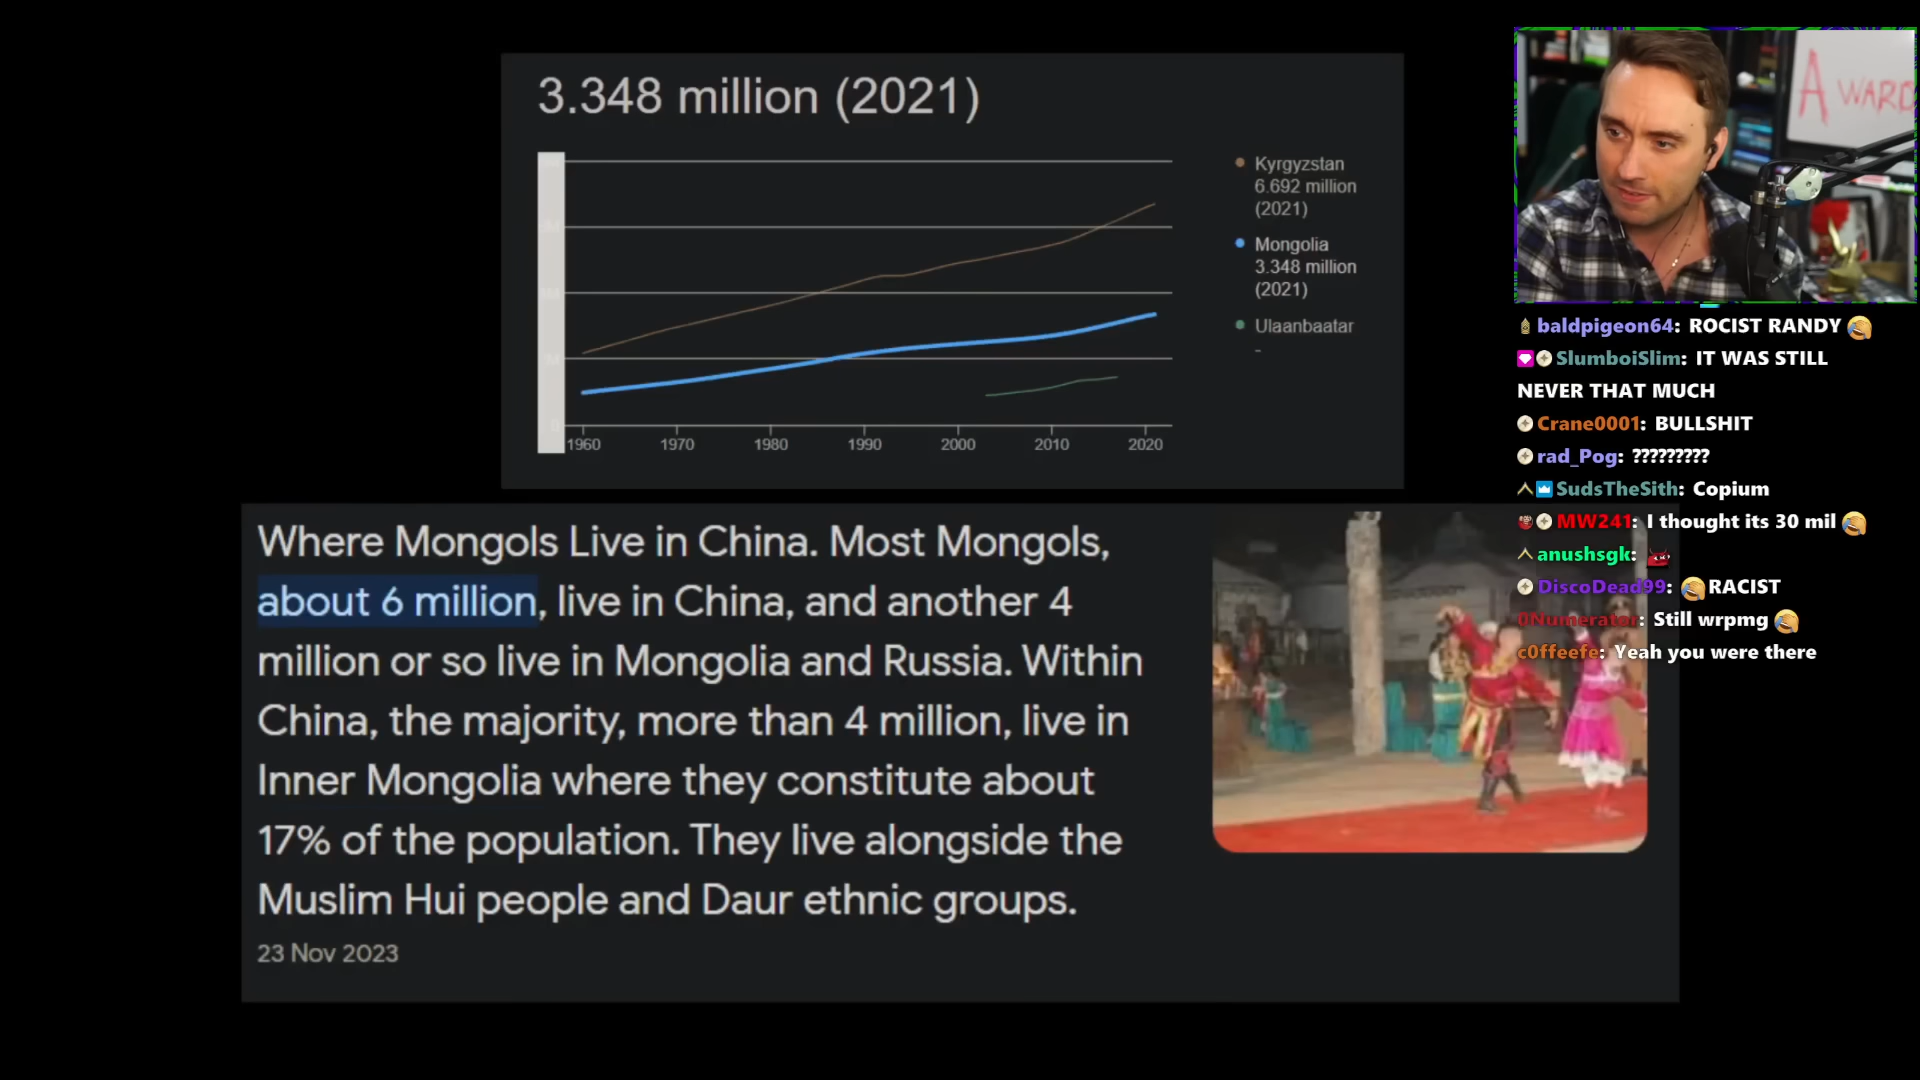 3.348 million (2021)
Kyrgyzstan
6.692 million
(2021)
Mongolia
3.348 million
(2021)
Ulaanbaatar
-
1960 1970 1980 1990 2000 2010 2020
Where Mongols Live in China. Most Mongols,
about 6 million, live in China, and another 4
million or so live in Mongolia and Russia. Within
China, the majority, more than 4 million, live in
Inner Mongolia where they constitute about
17% of the population. They live alongside the
Muslim Hui people and Daur ethnic groups.
23 Nov 2023
AWARD
baldpigeon64: ROCIST RANDY
SlumboiSlim: IT WAS STILL
NEVER THAT MUCH
Crane0001: BULLSHIT
rad_Pog: ?????????
SudsTheSith: Copium
MW241: I thought its 30 mil
anushsgk:
DiscoDead99: RACIST
0Numerator: Still wrpmg
c0ffeefe: Yeah you were there